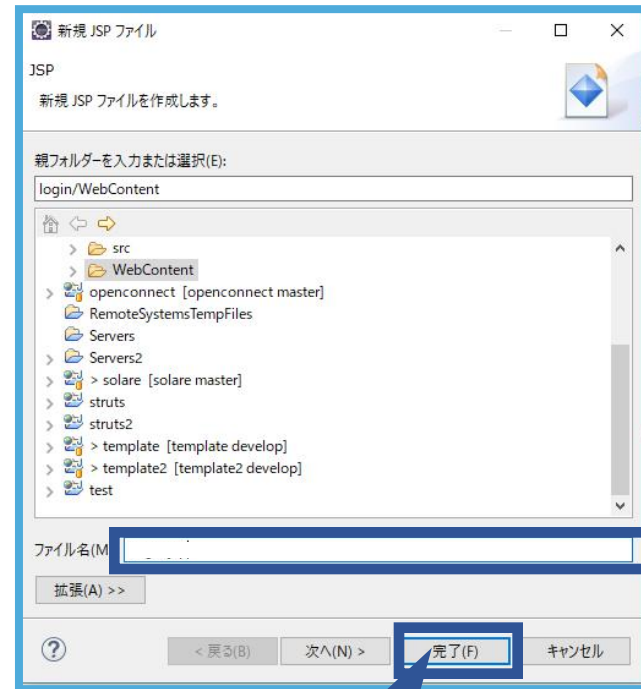 新規 JSP ファイル
JSP
新規 JSP ファイルを作成します。
親フォルダーを入力または選択(E):
login/WebContent
src
WebContent
openconnect [openconnect master]
RemoteSystemsTempFiles
Servers
Servers2
> solare [solare master]
struts
struts2
> template [template develop]
> template2 [template2 develop]
test
ファイル名(M
拡張(A) >>
< 戻る(B) 次へ(N) > 完了(F) キャンセル